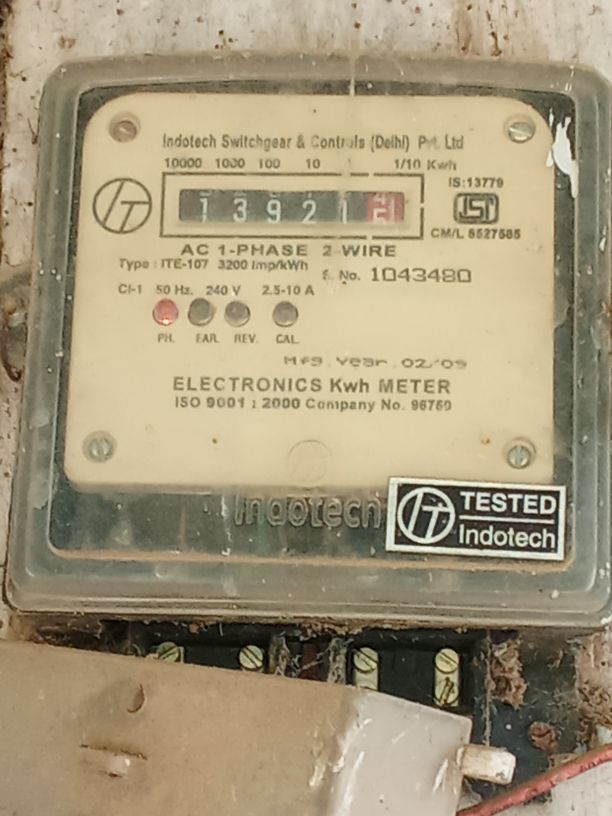 Indotech Switchgear & Controls (Delhi) Pvt. Ltd
10000 1000 100 10 1 1/10 Kwh
IS:13779
1 3 9 2 1
CM/L 8527585
AC 1-PHASE 2-WIRE
Type : ITE-107 3200 Imp/kWh
S. No. 1043480
Cl-1 50 Hz. 240 V 2.5-10 A
PH. EAR. REV. CAL.
Mfg. Year. 02/09
ELECTRONICS Kwh METER
ISO 9001 : 2000 Company No. 96760
Indotech
IT TESTED
Indotech